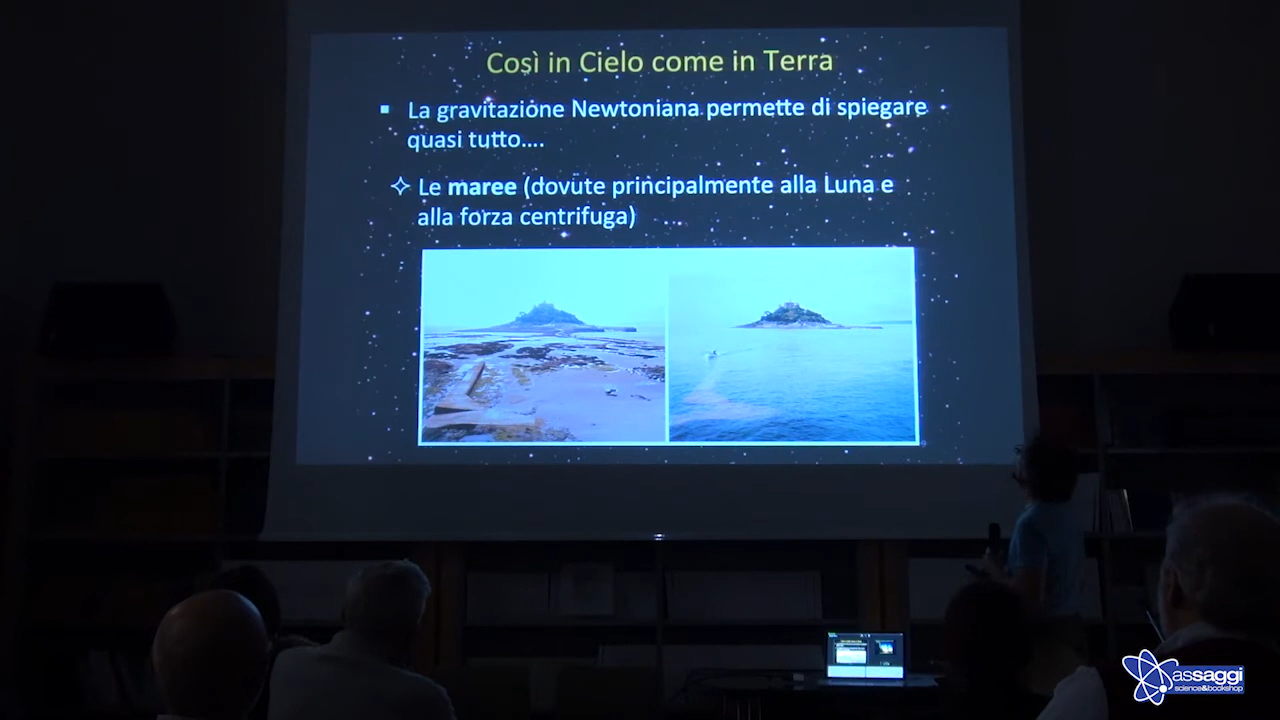 Così in Cielo come in Terra
▪ La gravitazione Newtoniana permette di spiegare
quasi tutto....
✧ Le maree (dovute principalmente alla Luna e
alla forza centrifuga)
assaggi
science&bookshop